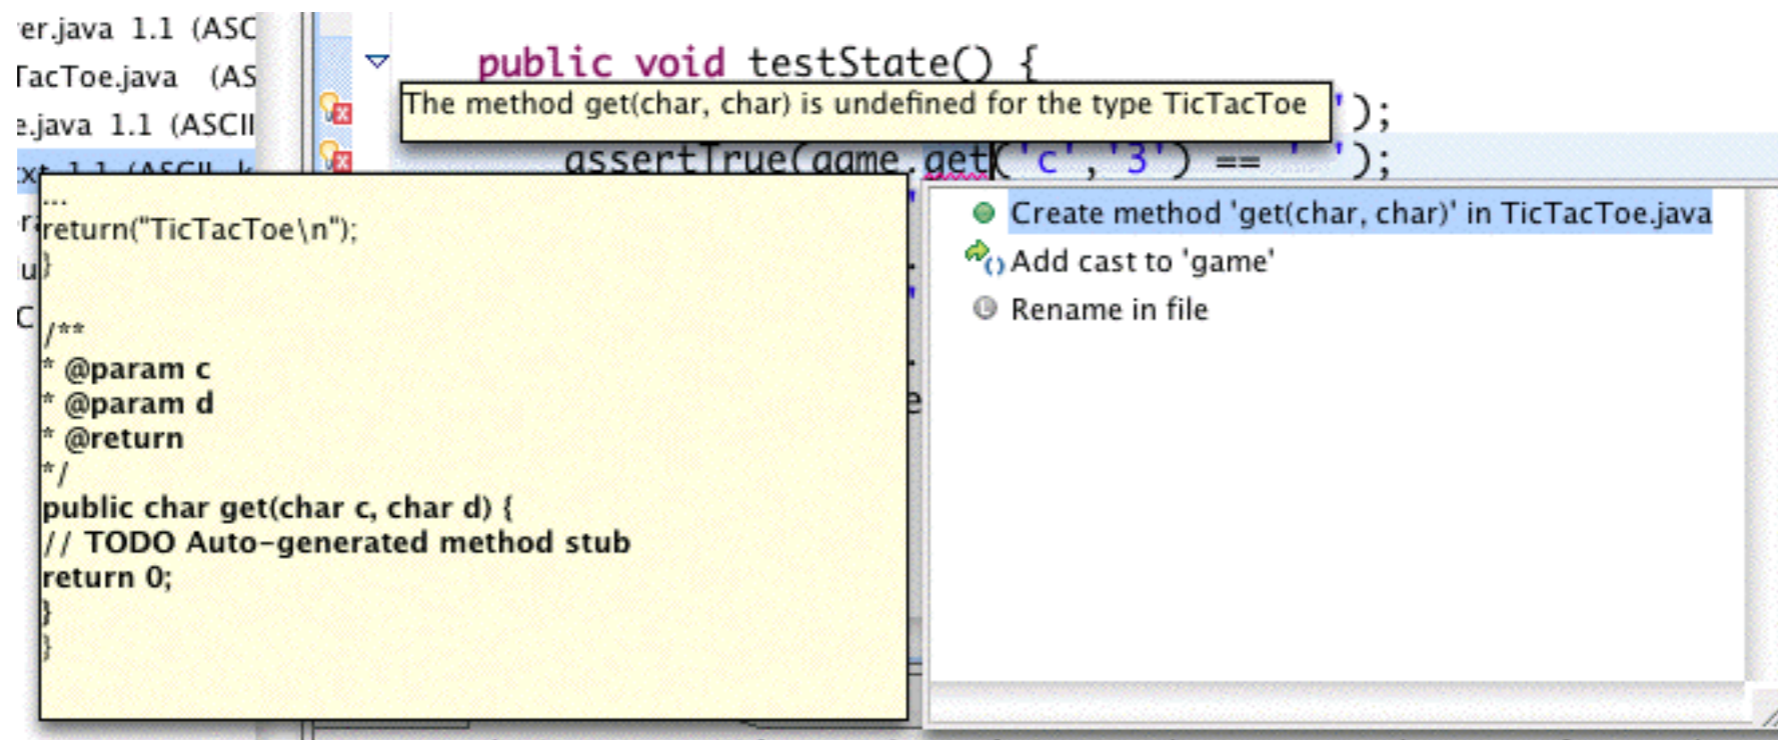 er.java 1.1 (ASC
TacToe.java (AS
e.java 1.1 (ASCII
public void testState() {
The method get(char, char) is undefined for the type TicTacToe
');
assertTrue(game.get('c','3') == ' ');
...
return("TicTacToe\n");
}
/**
* @param c
* @param d
* @return
*/
public char get(char c, char d) {
// TODO Auto-generated method stub
return 0;
}
}
Create method 'get(char, char)' in TicTacToe.java
Add cast to 'game'
Rename in file